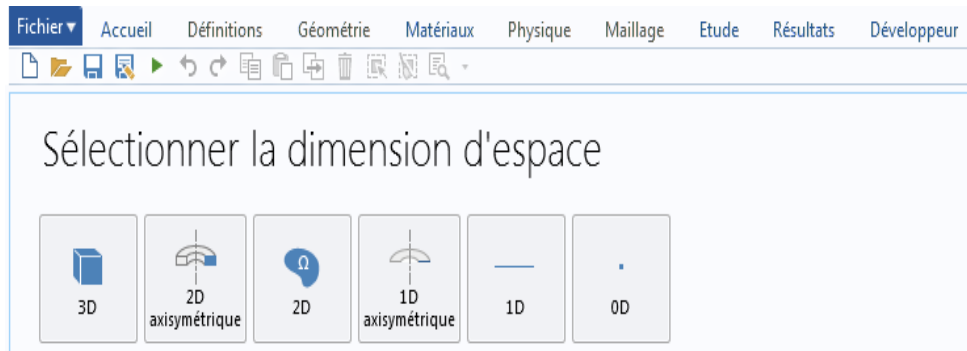 Fichier Accueil Définitions Géométrie Matériaux Physique Maillage Etude Résultats Développeur
Sélectionner la dimension d'espace
Ω
3D
2D axisymétrique
2D
1D axisymétrique
1D
0D